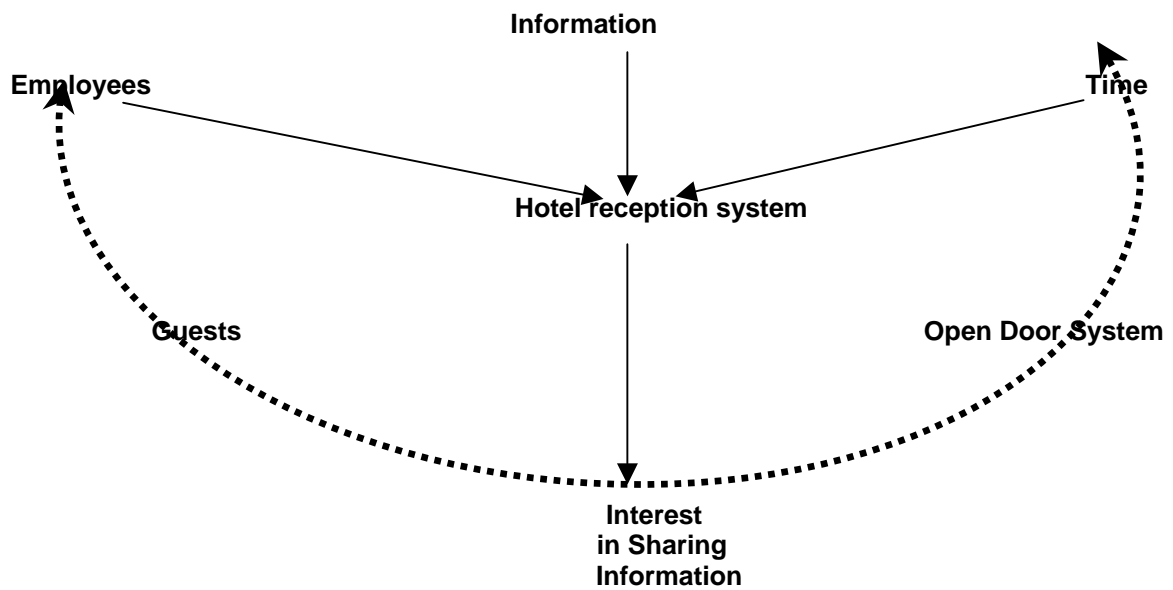 Information
Employees
Time
Hotel reception system
Guests
Open Door System
Interest
in Sharing
Information